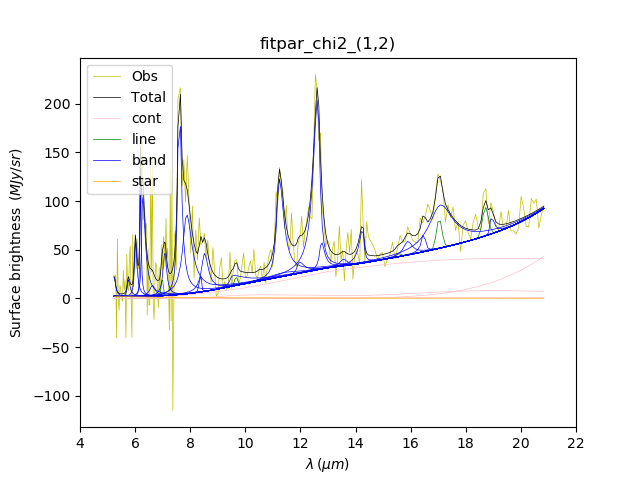 fitpar_chi2_(1,2)
Obs
Total
cont
line
band
star
Surface brightness (MJy/sr)
200
150
100
50
0
−50
−100
4 6 8 10 12 14 16 18 20 22
λ (μm)